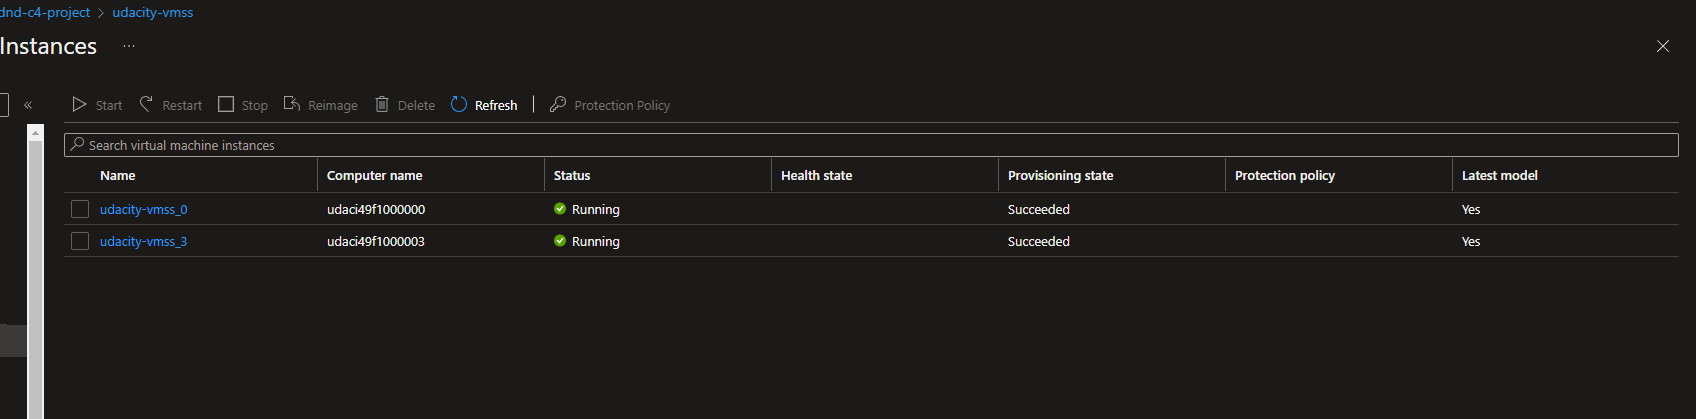 dnd-c4-project > udacity-vmss
Instances ...
« Start Restart Stop Reimage Delete Refresh Protection Policy
Search virtual machine instances
Name Computer name Status Health state Provisioning state Protection policy Latest model
udacity-vmss_0 udaci49f1000000 Running Succeeded Yes
udacity-vmss_3 udaci49f1000003 Running Succeeded Yes